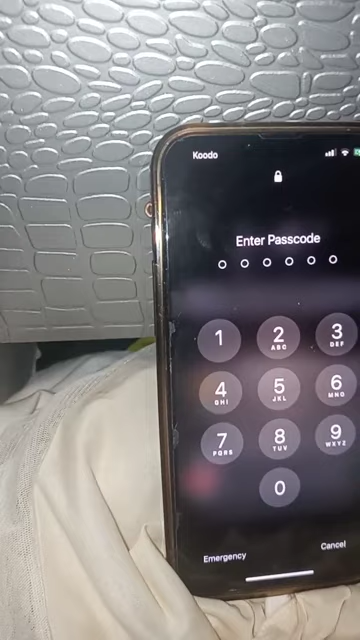 Koodo
Enter Passcode
1 2 3
ABC DEF
4 5 6
GHI JKL MNO
7 8 9
PQRS TUV WXYZ
0
Emergency Cancel